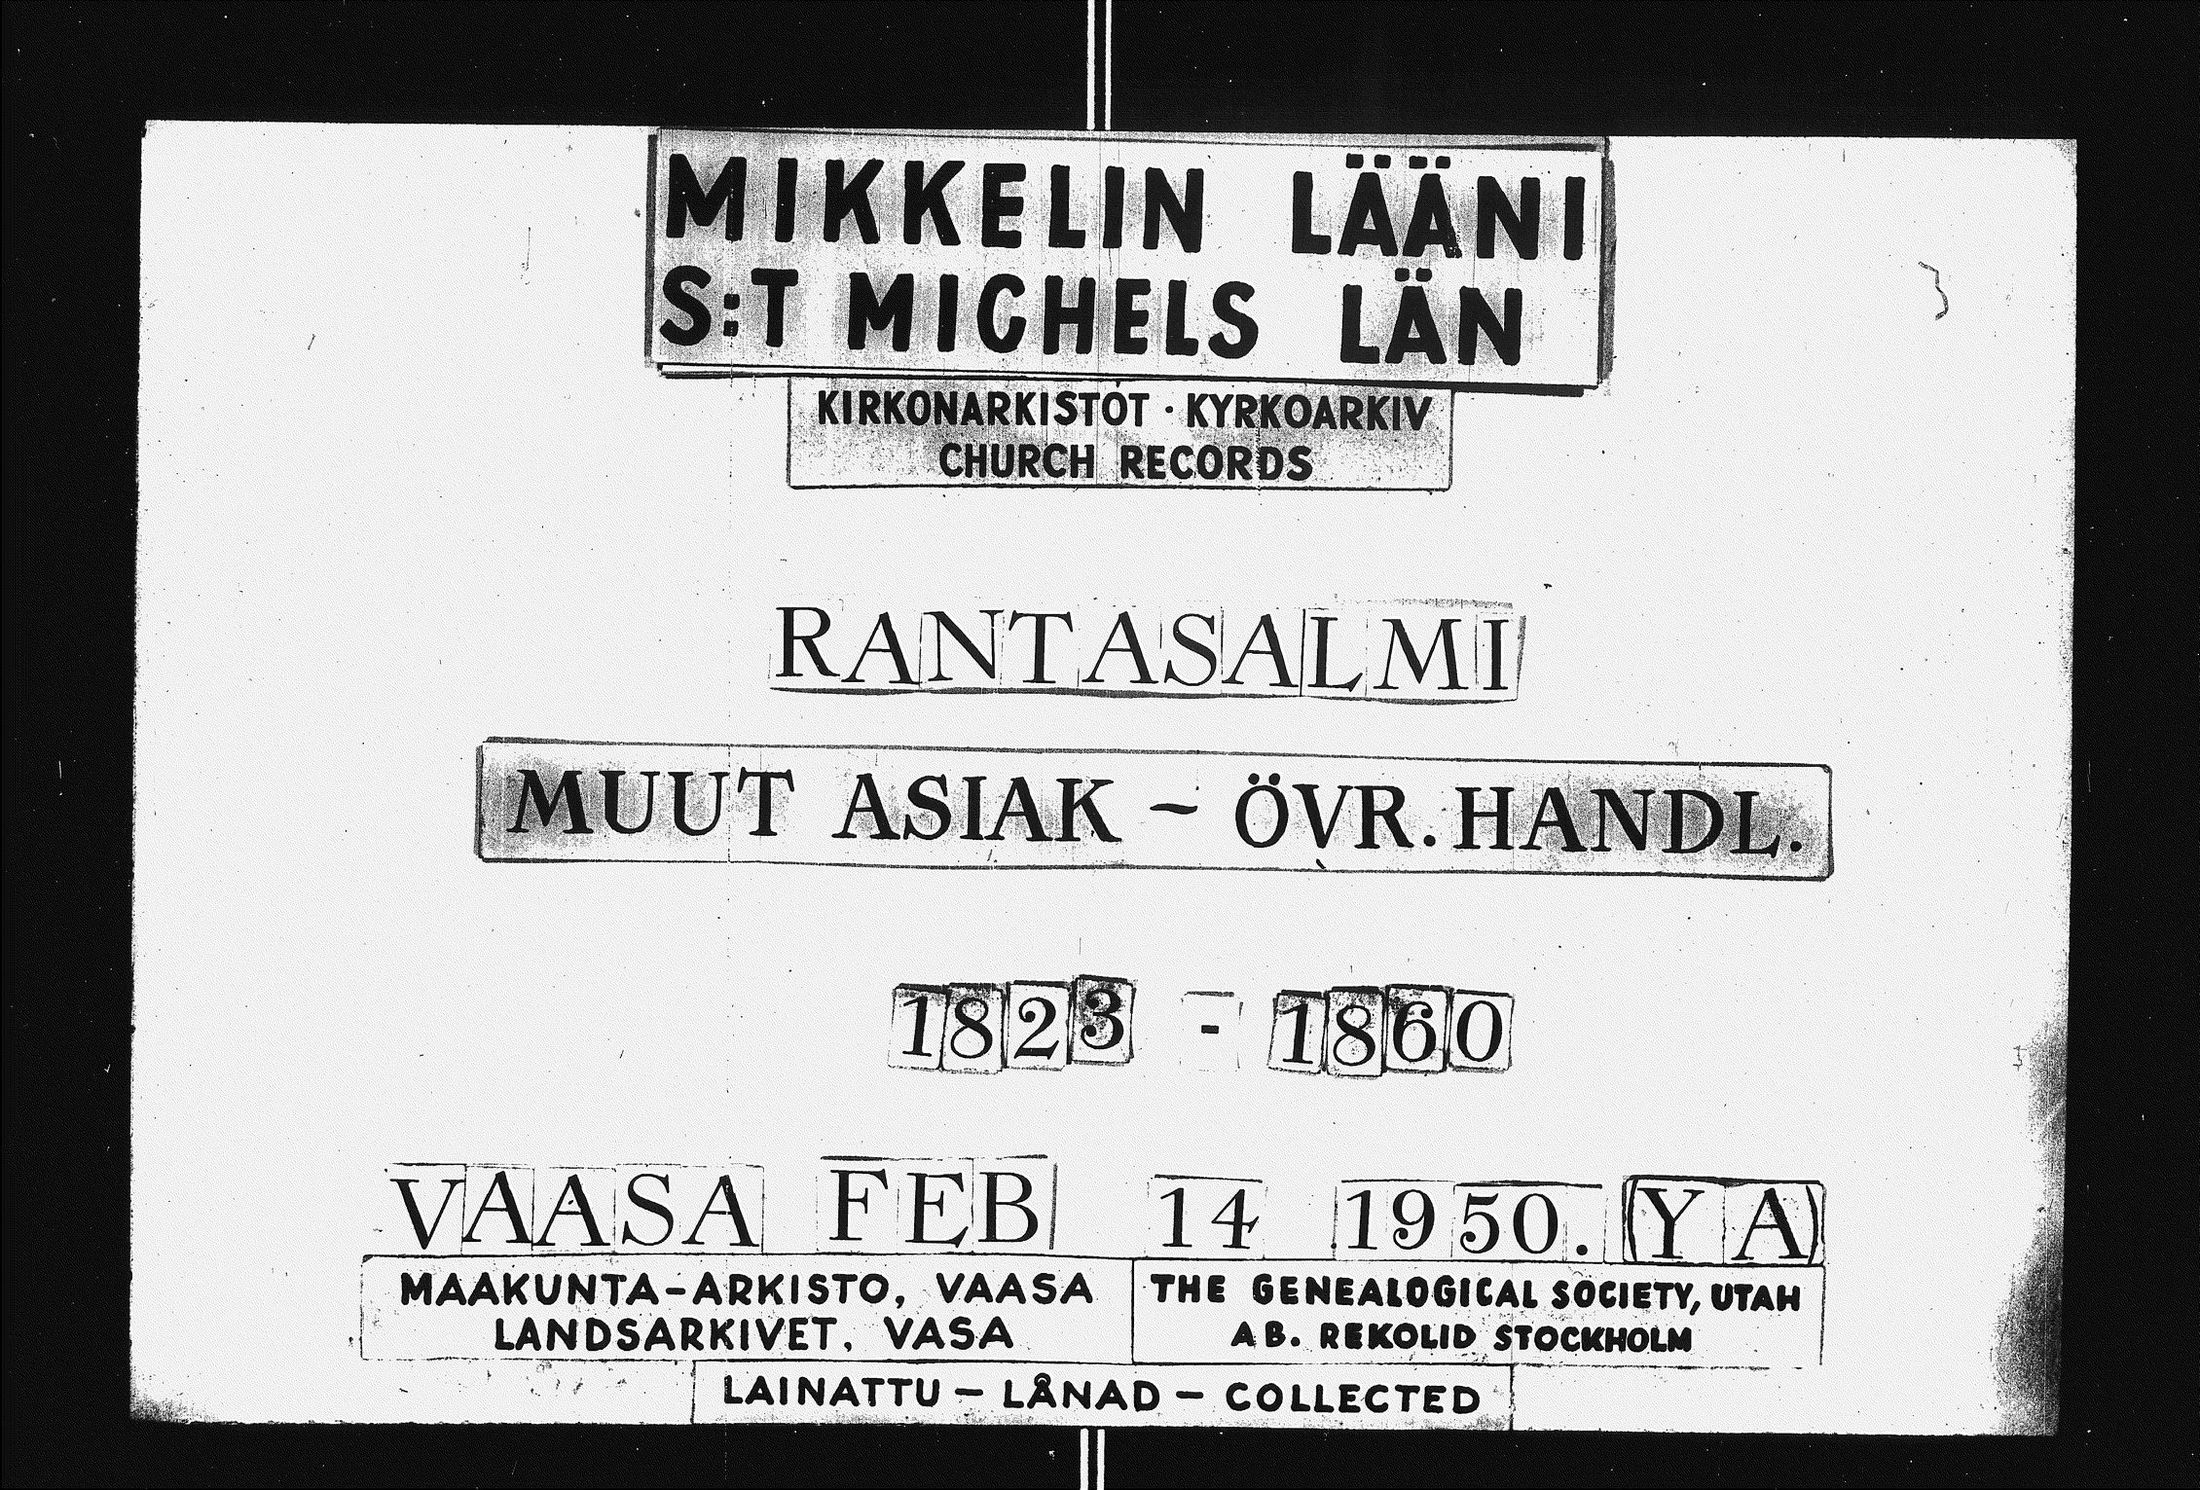 MIKKELIN LÄÄNI
S:T MICHELS LÄN
KIRKONARKISTOT · KYRKOARKIV
CHURCH RECORDS
RANTASALMI
MUUT ASIAK - ÖVR. HANDL.
1823 - 1860
VAASA FEB 14 1950. (YA)
MAAKUNTA-ARKISTO, VAASA
LANDSARKIVET, VASA
THE GENEALOGICAL SOCIETY, UTAH
AB. REKOLID STOCKHOLM
LAINATTU - LÅNAD - COLLECTED